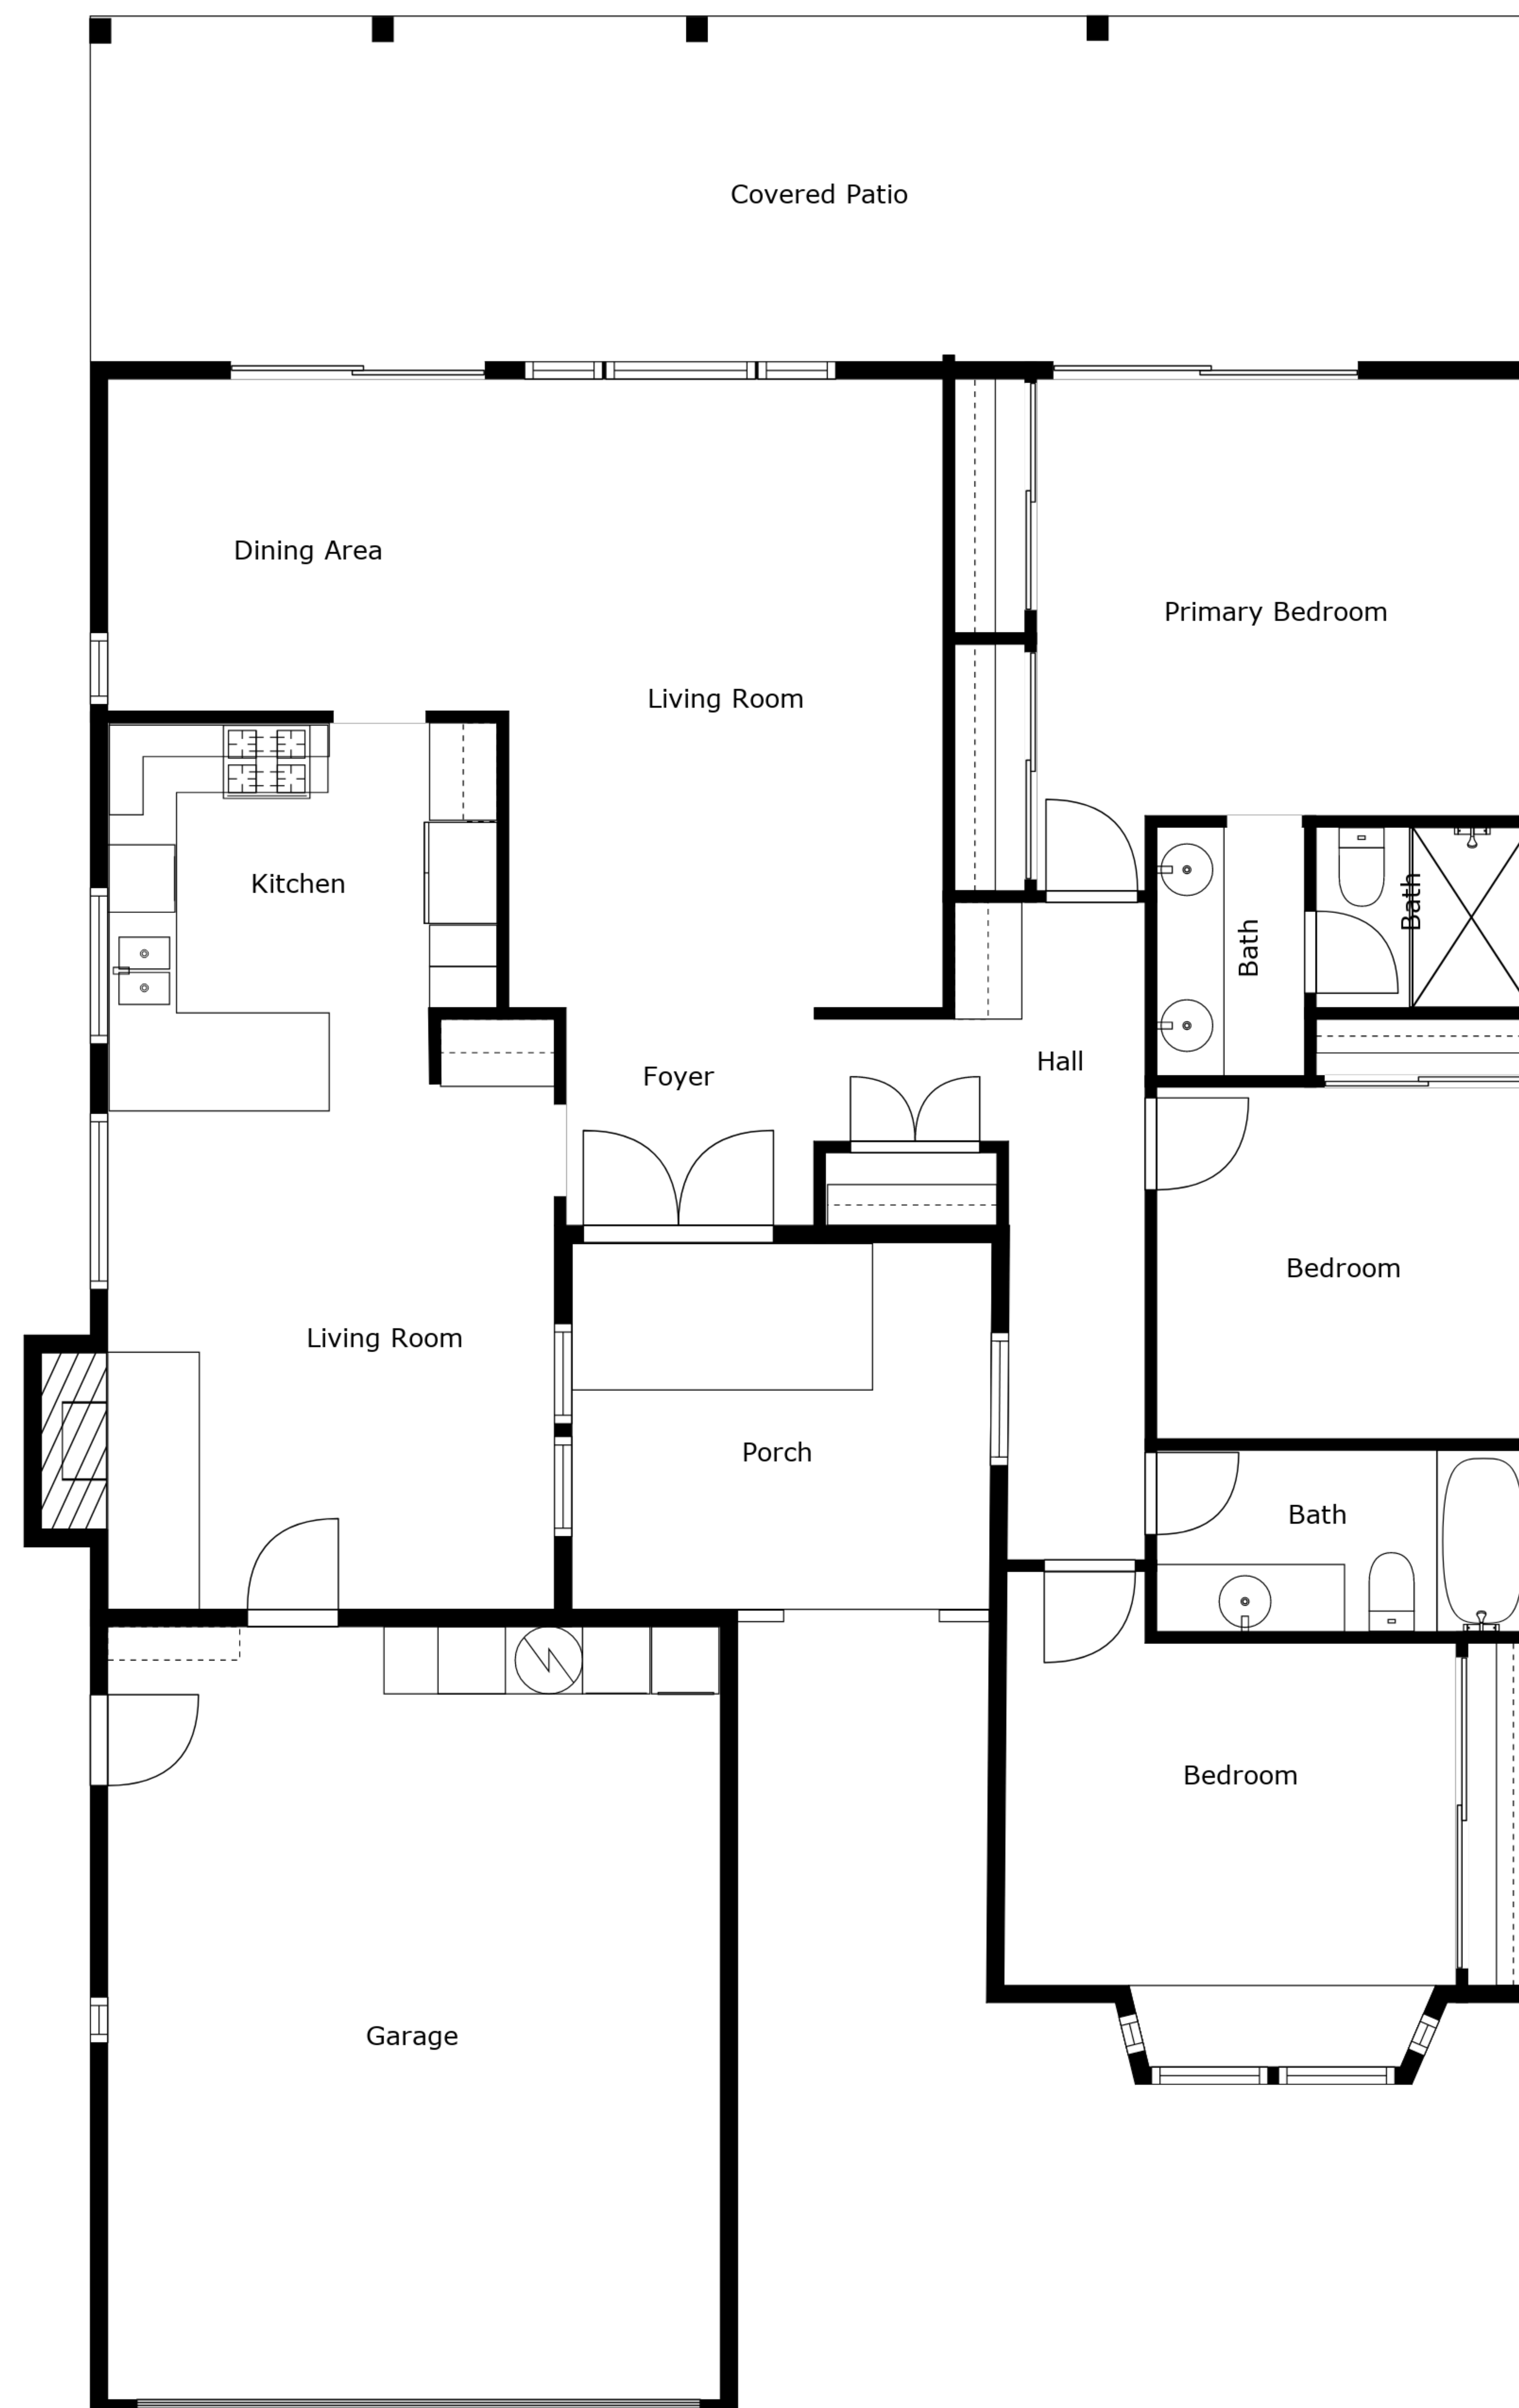 Covered Patio
Dining Area
Primary Bedroom
Living Room
Kitchen
Bath
Bath
Hall
Foyer
Bedroom
Living Room
Porch
Bath
Bedroom
Garage